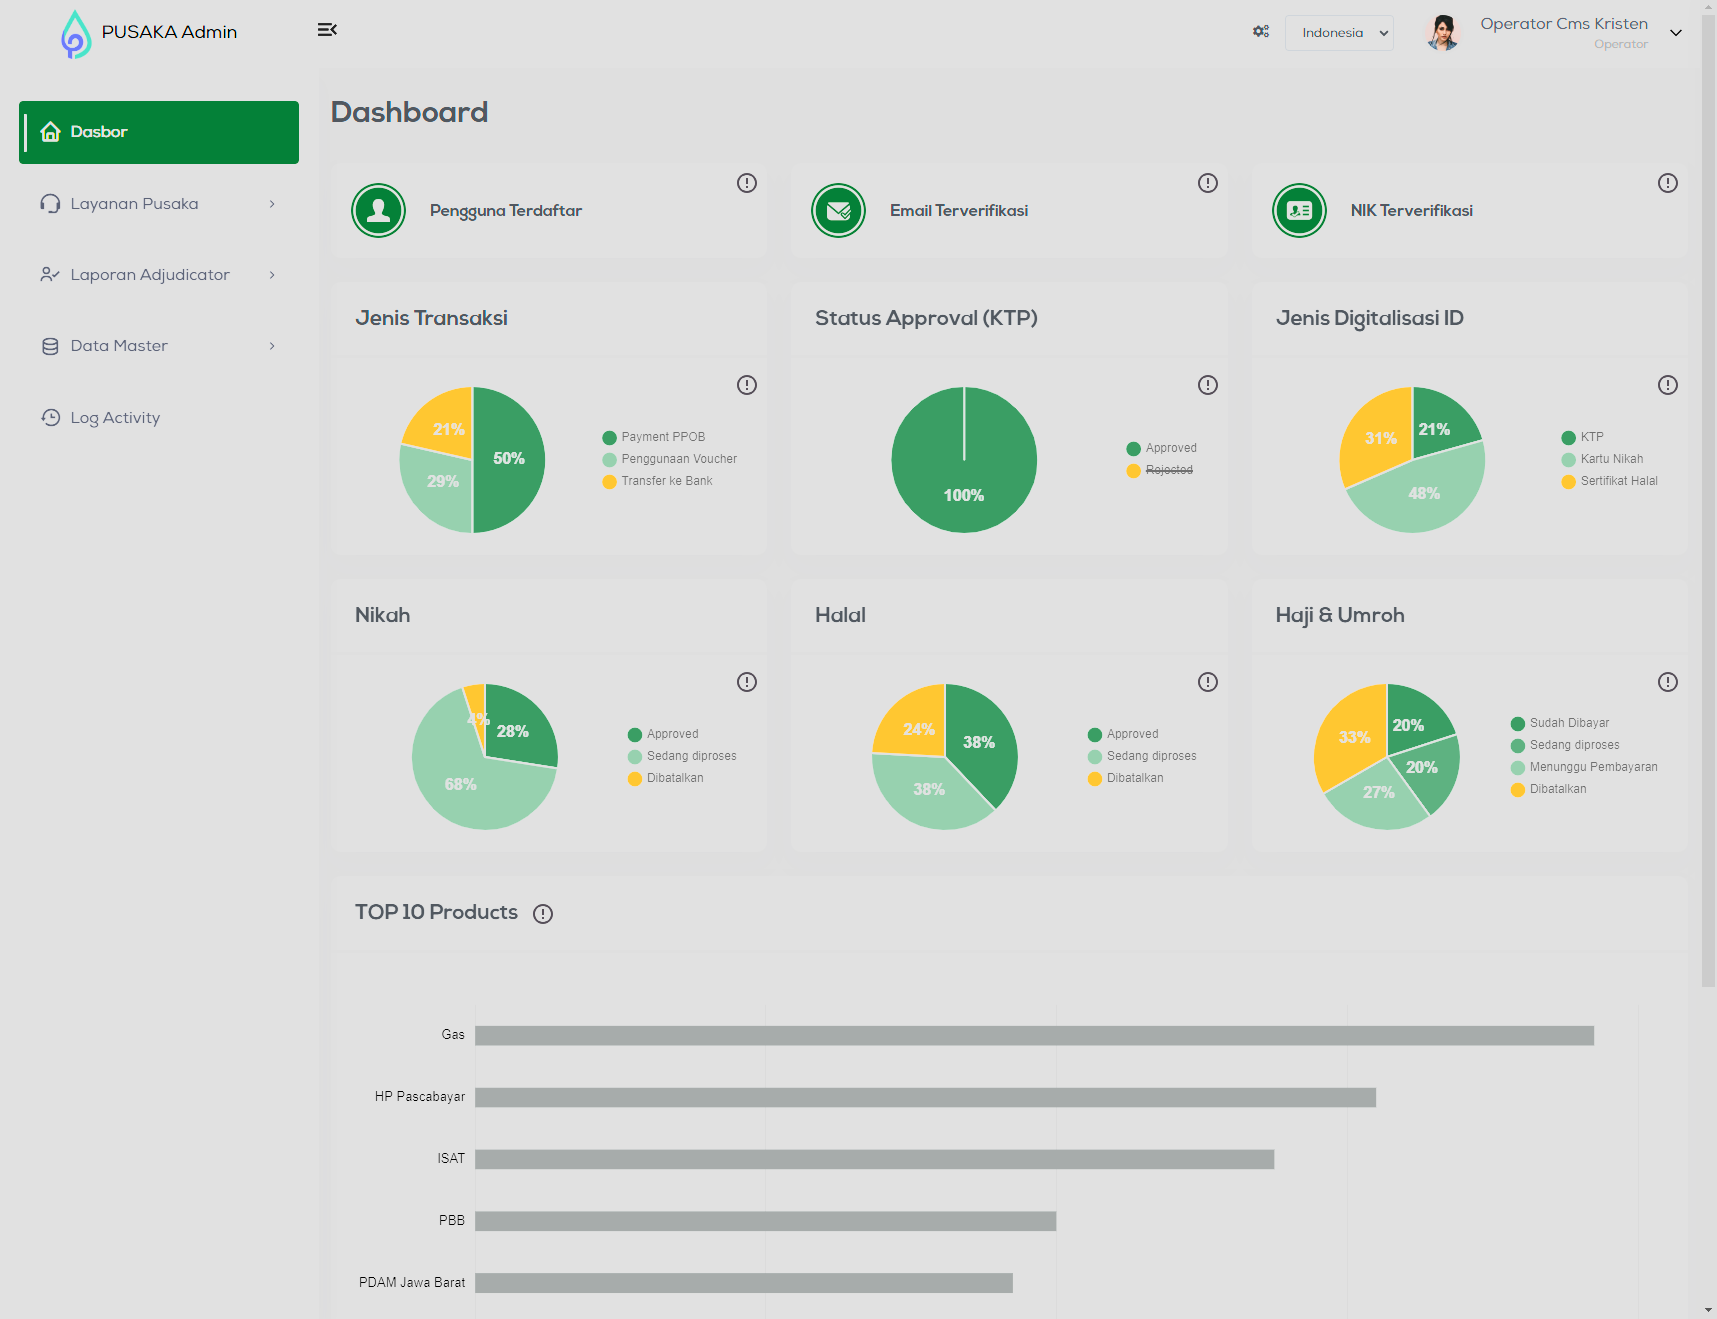 PUSAKA Admin
Indonesia
Operator Cms Kristen
Operator
Dasbor
Layanan Pusaka
Laporan Adjudicator
Data Master
Log Activity
Dashboard
Pengguna Terdaftar
Email Terverifikasi
NIK Terverifikasi
Jenis Transaksi
21%
50%
29%
Payment PPOB
Penggunaan Voucher
Transfer ke Bank
Status Approval (KTP)
100%
Approved
Rejected
Jenis Digitalisasi ID
31%
21%
48%
KTP
Kartu Nikah
Sertifikat Halal
Nikah
4%
28%
68%
Approved
Sedang diproses
Dibatalkan
Halal
24%
38%
38%
Approved
Sedang diproses
Dibatalkan
Haji & Umroh
33%
20%
20%
27%
Sudah Dibayar
Sedang diproses
Menunggu Pembayaran
Dibatalkan
TOP 10 Products
Gas
HP Pascabayar
ISAT
PBB
PDAM Jawa Barat